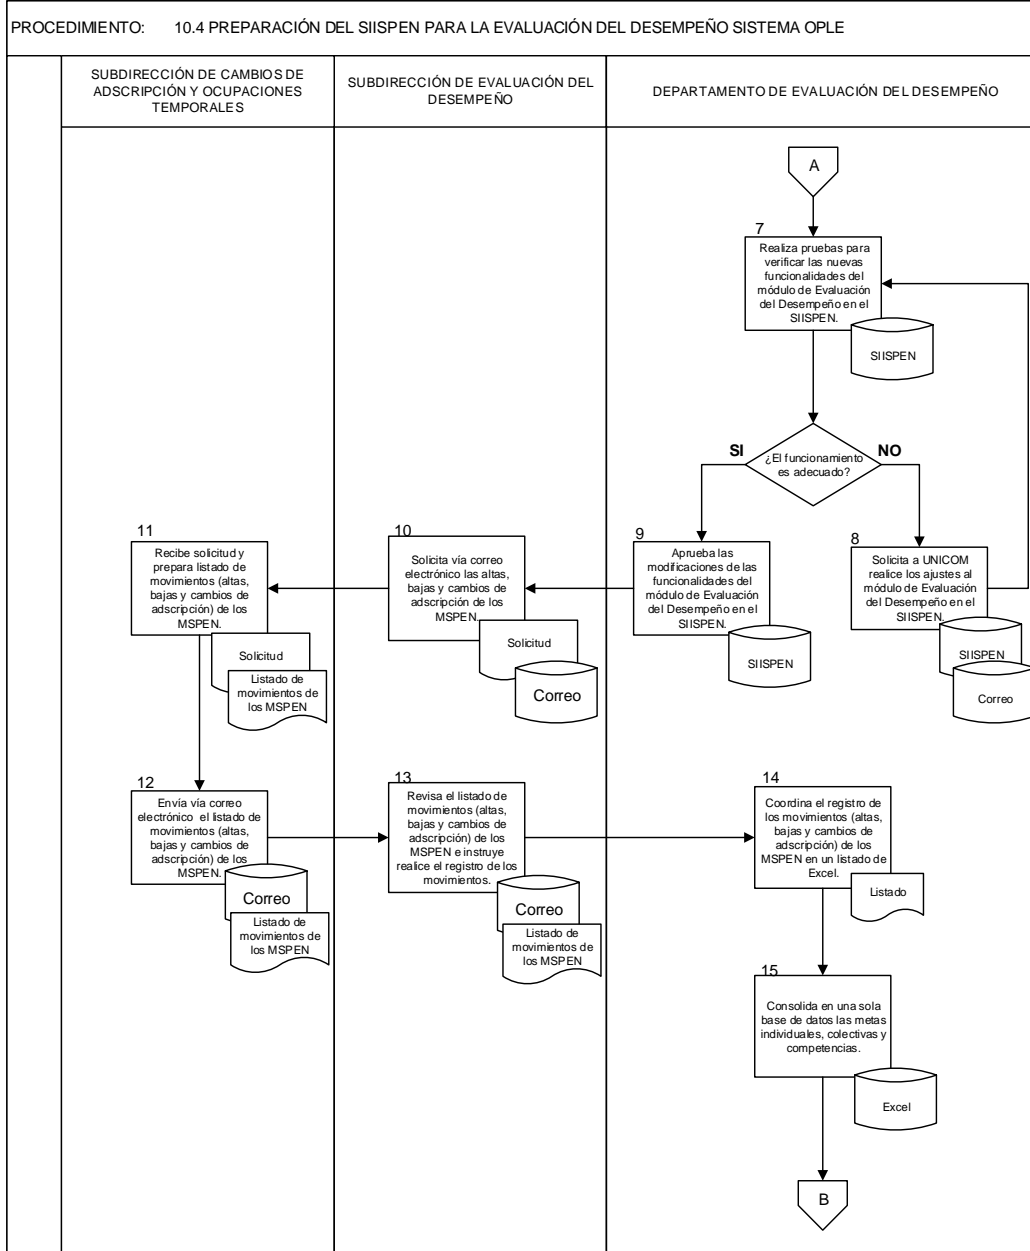 PROCEDIMIENTO: 10.4 PREPARACIÓN DEL SIISPEN PARA LA EVALUACIÓN DEL DESEMPEÑO SISTEMA OPLE
SUBDIRECCIÓN DE CAMBIOS DE
ADSCRIPCIÓN Y OCUPACIONES
TEMPORALES
SUBDIRECCIÓN DE EVALUACIÓN DEL
DESEMPEÑO
DEPARTAMENTO DE EVALUACIÓN DEL DESEMPEÑO
A
7
Realiza pruebas para
verificar las nuevas
funcionalidades del
módulo de Evaluación
del Desempeño en el
SIISPEN.
SIISPEN
¿El funcionamiento
es adecuado?
SI
NO
8
Solicita a UNICOM
realice los ajustes al
módulo de Evaluación
del Desempeño en el
SIISPEN.
SIISPEN
Correo
9
Aprueba las
modificaciones de las
funcionalidades del
módulo de Evaluación
del Desempeño en el
SIISPEN.
SIISPEN
10
Solicita vía correo
electrónico las altas,
bajas y cambios de
adscripción de los
MSPEN.
Solicitud
Correo
11
Recibe solicitud y
prepara listado de
movimientos (altas,
bajas y cambios de
adscripción) de los
MSPEN.
Solicitud
Listado de
movimientos de
los MSPEN
12
Envía vía correo
electrónico el listado de
movimientos (altas,
bajas y cambios de
adscripción) de los
MSPEN.
Correo
Listado de
movimientos de
los MSPEN
13
Revisa el listado de
movimientos (altas,
bajas y cambios de
adscripción) de los
MSPEN e instruye
realice el registro de los
movimientos.
Correo
Listado de
movimientos de
los MSPEN
14
Coordina el registro de
los movimientos (altas,
bajas y cambios de
adscripción) de los
MSPEN en un listado de
Excel.
Listado
15
Consolida en una sola
base de datos las metas
individuales, colectivas y
competencias.
Excel
B